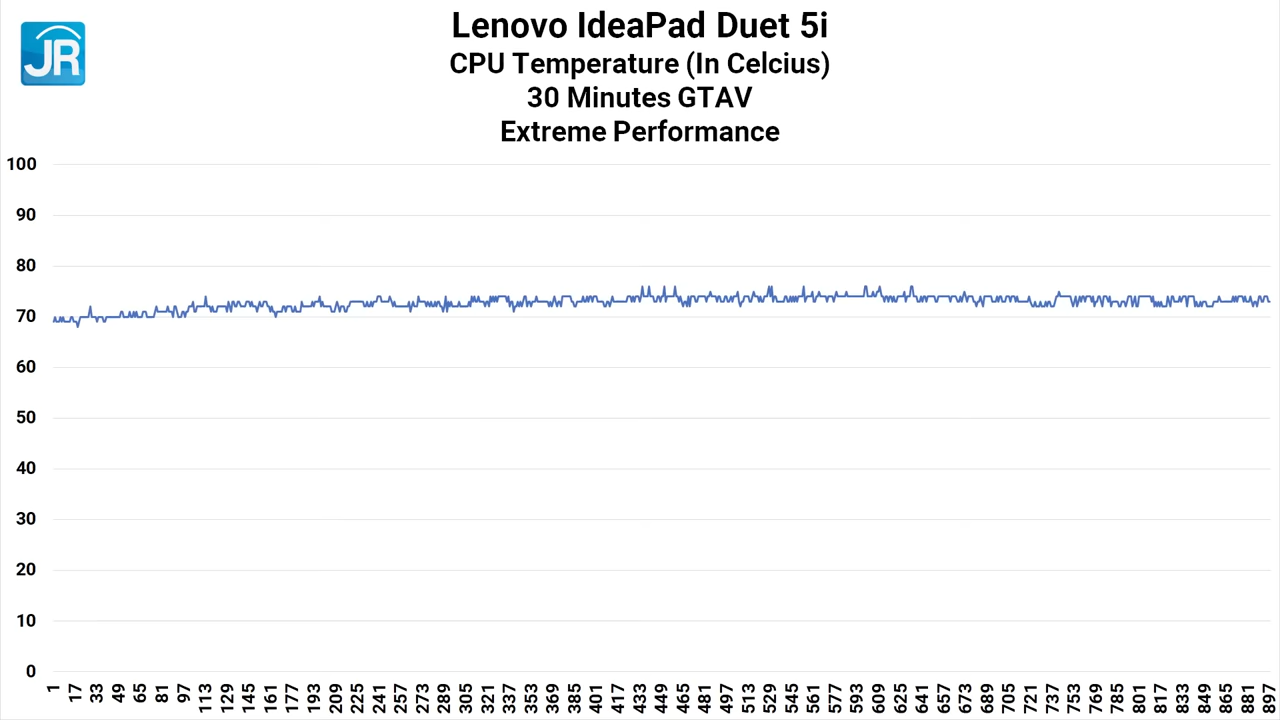 JR
Lenovo IdeaPad Duet 5i
CPU Temperature (In Celcius)
30 Minutes GTAV
Extreme Performance
100
90
80
70
60
50
40
30
20
10
0
1 17 33 49 65 81 97 113 129 145 161 177 193 209 225 241 257 273 289 305 321 337 353 369 385 401 417 433 449 465 481 497 513 529 545 561 577 593 609 625 641 657 673 689 705 721 737 753 769 785 801 817 833 849 865 881 897